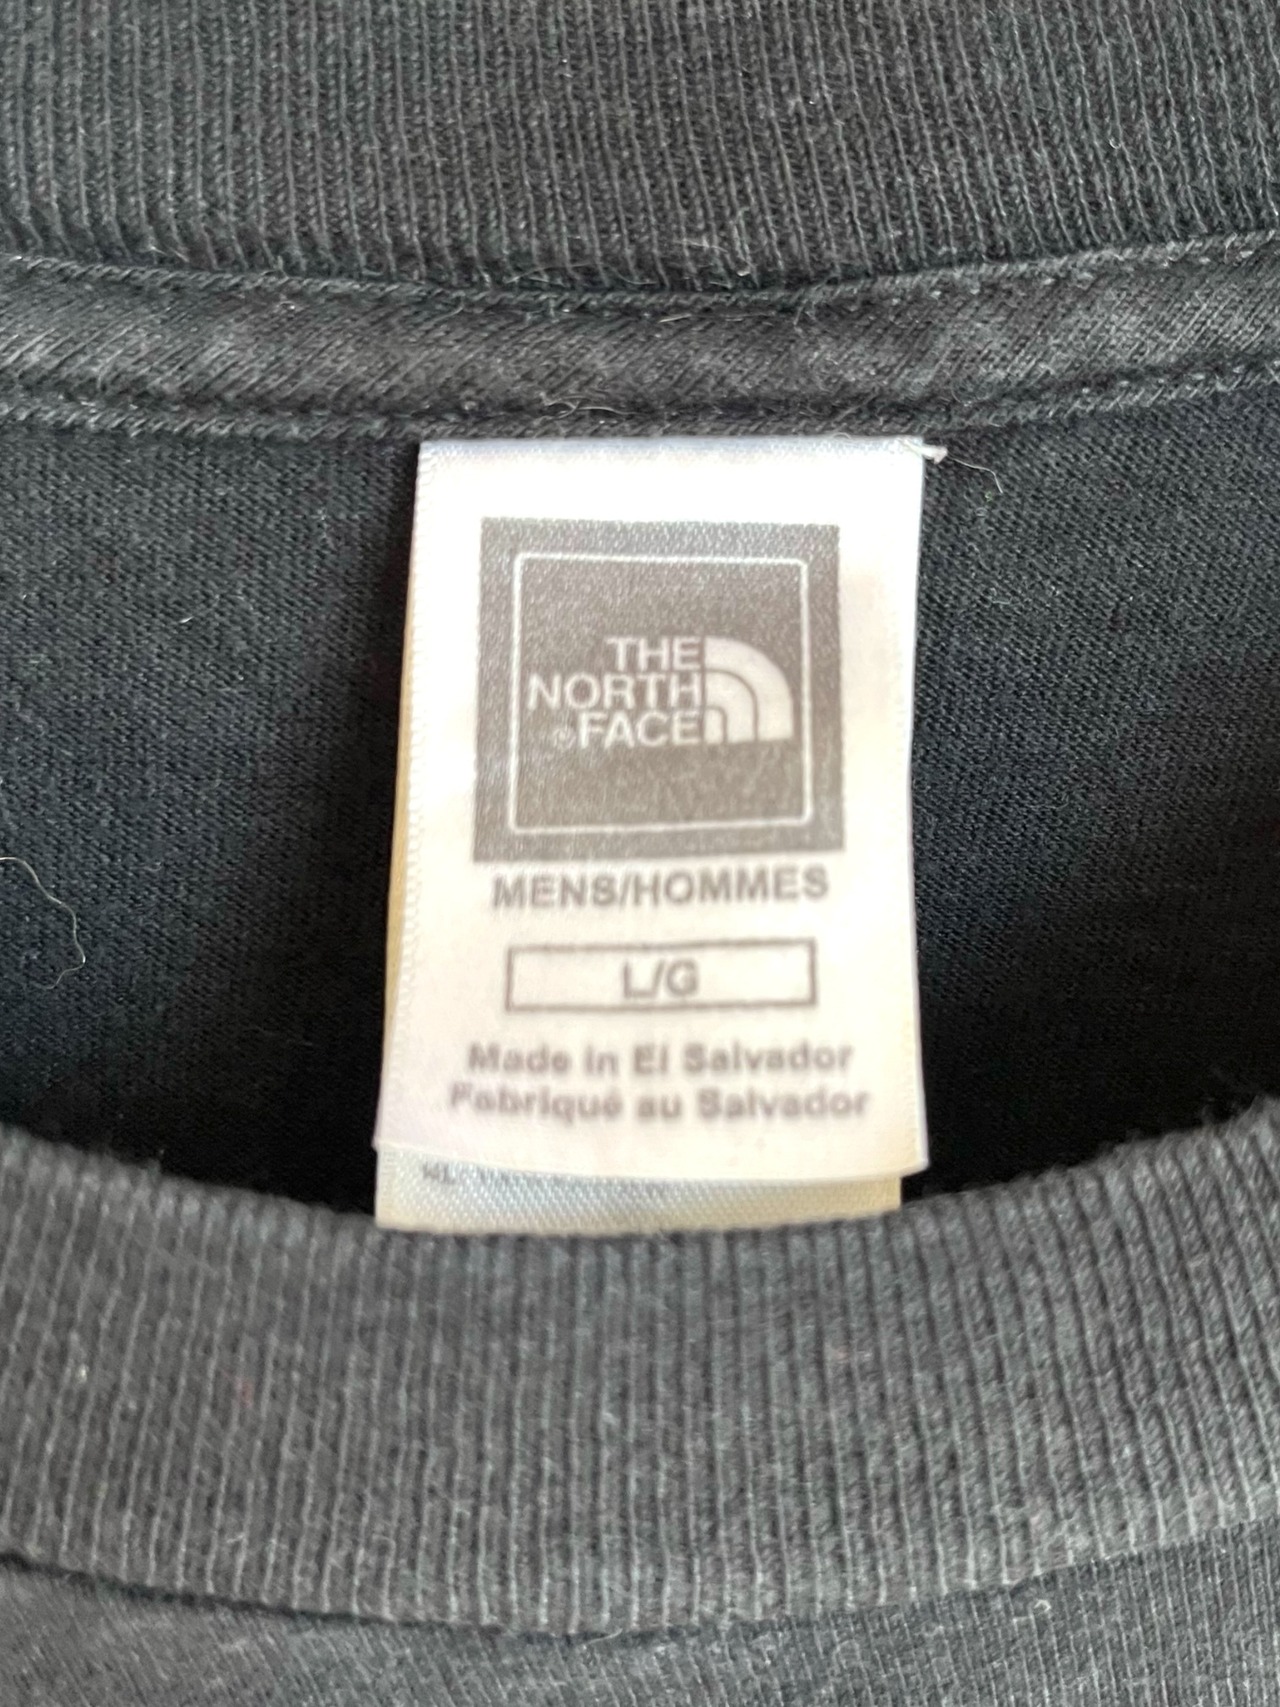 THE
NORTH
®FACE
MENS/HOMMES
L/G
Made in El Salvador
Fabriqué au Salvador